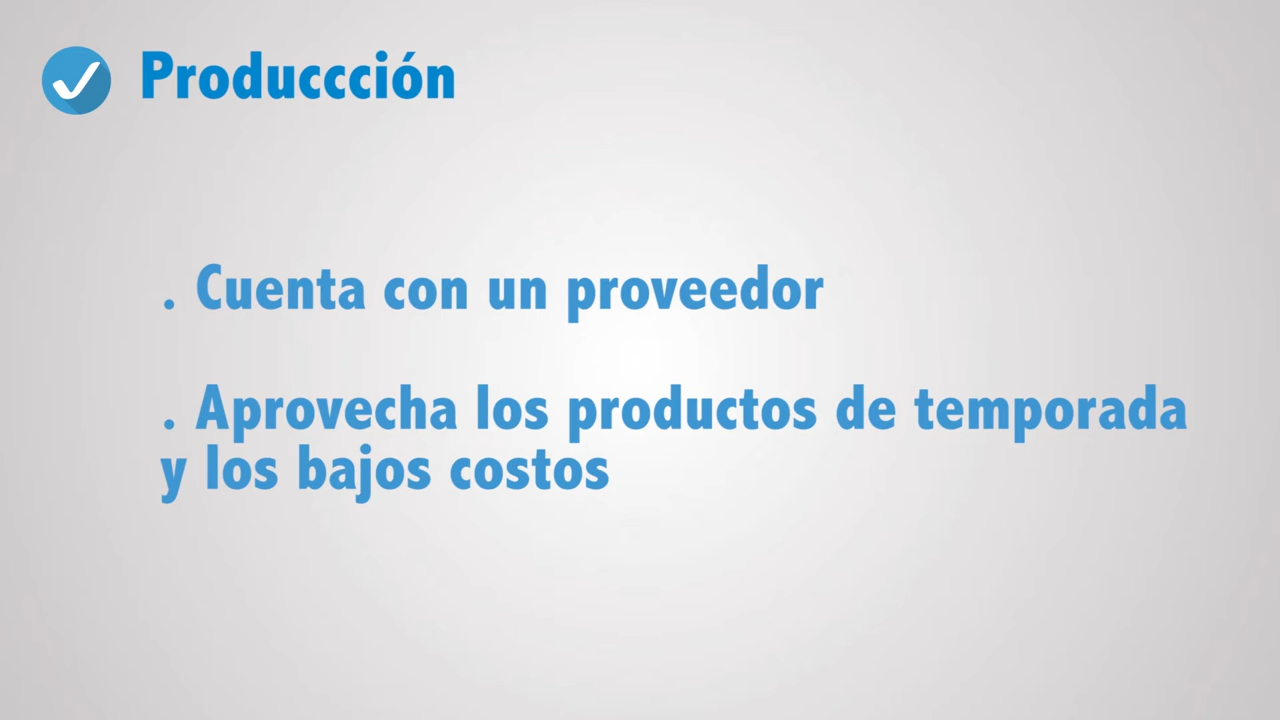 Produccción
. Cuenta con un proveedor
. Aprovecha los productos de temporada
y los bajos costos